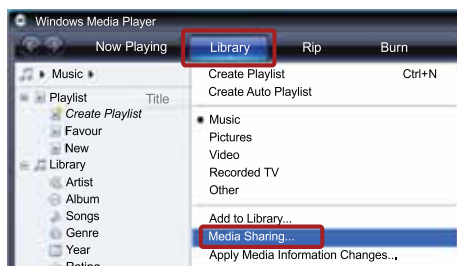 Windows Media Player
Now Playing Library Rip Burn
Music
Playlist Title
Create Playlist
Favour
New
Library
Artist
Album
Songs
Genre
Year
Rating
Create Playlist Ctrl+N
Create Auto Playlist
Music
Pictures
Video
Recorded TV
Other
Add to Library...
Media Sharing...
Apply Media Information Changes...